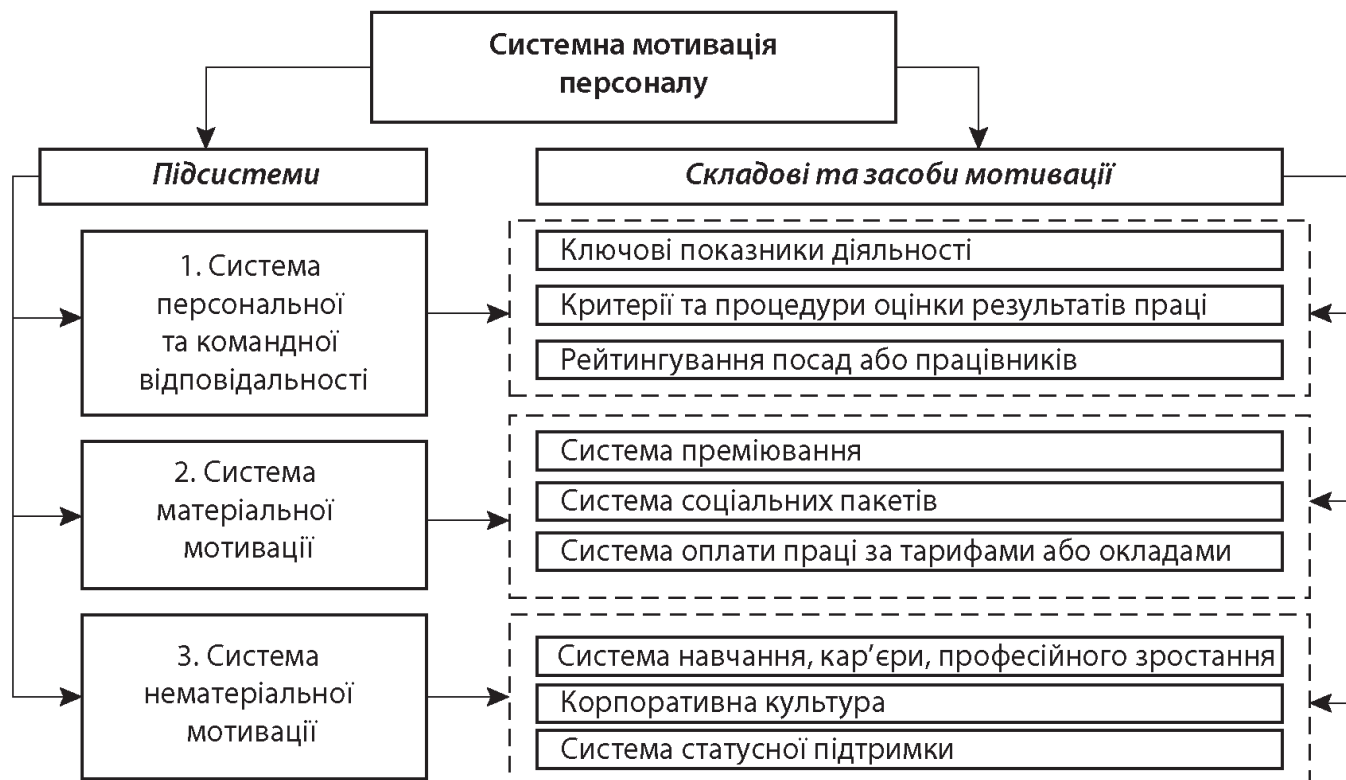 Системна мотивація
персоналу
Підсистеми
Складові та засоби мотивації
1. Система
персональної
та командної
відповідальності
Ключові показники діяльності
Критерії та процедури оцінки результатів праці
Рейтингування посад або працівників
2. Система
матеріальної
мотивації
Система преміювання
Система соціальних пакетів
Система оплати праці за тарифами або окладами
3. Система
нематеріальної
мотивації
Система навчання, кар’єри, професійного зростання
Корпоративна культура
Система статусної підтримки